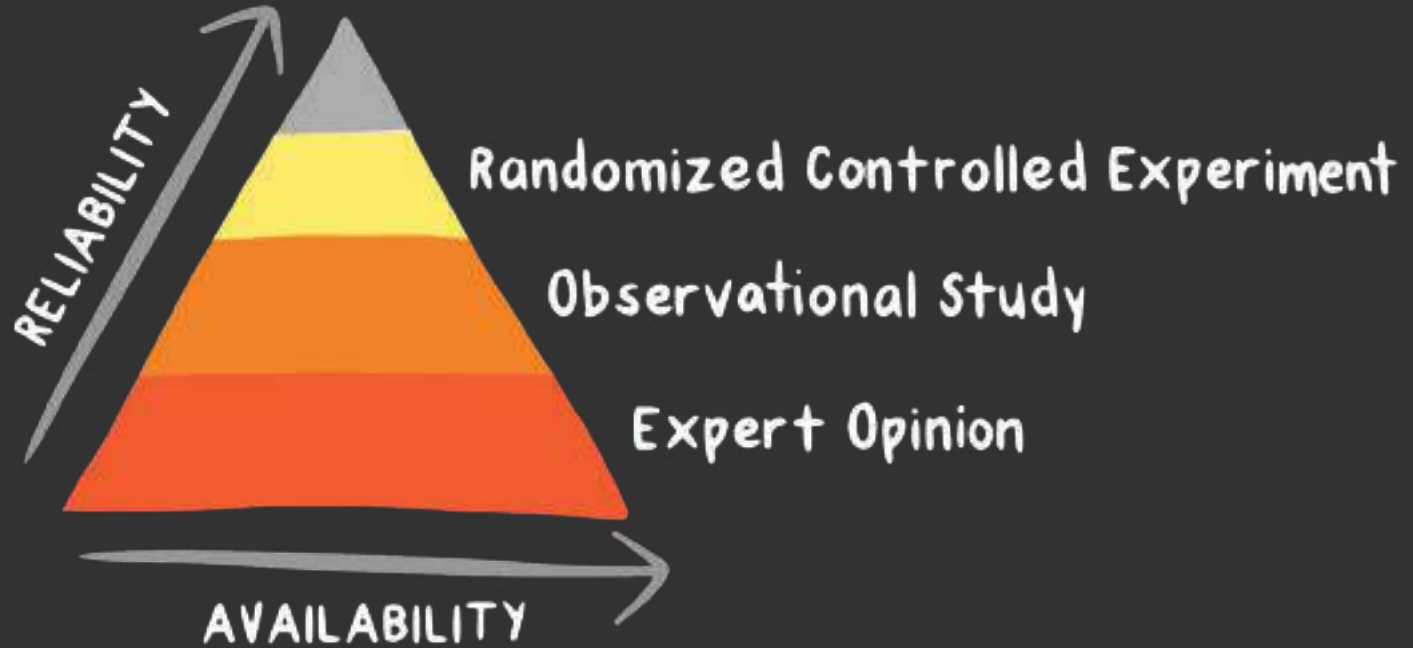 RELIABILITY
Randomized Controlled Experiment
Observational Study
Expert Opinion
AVAILABILITY